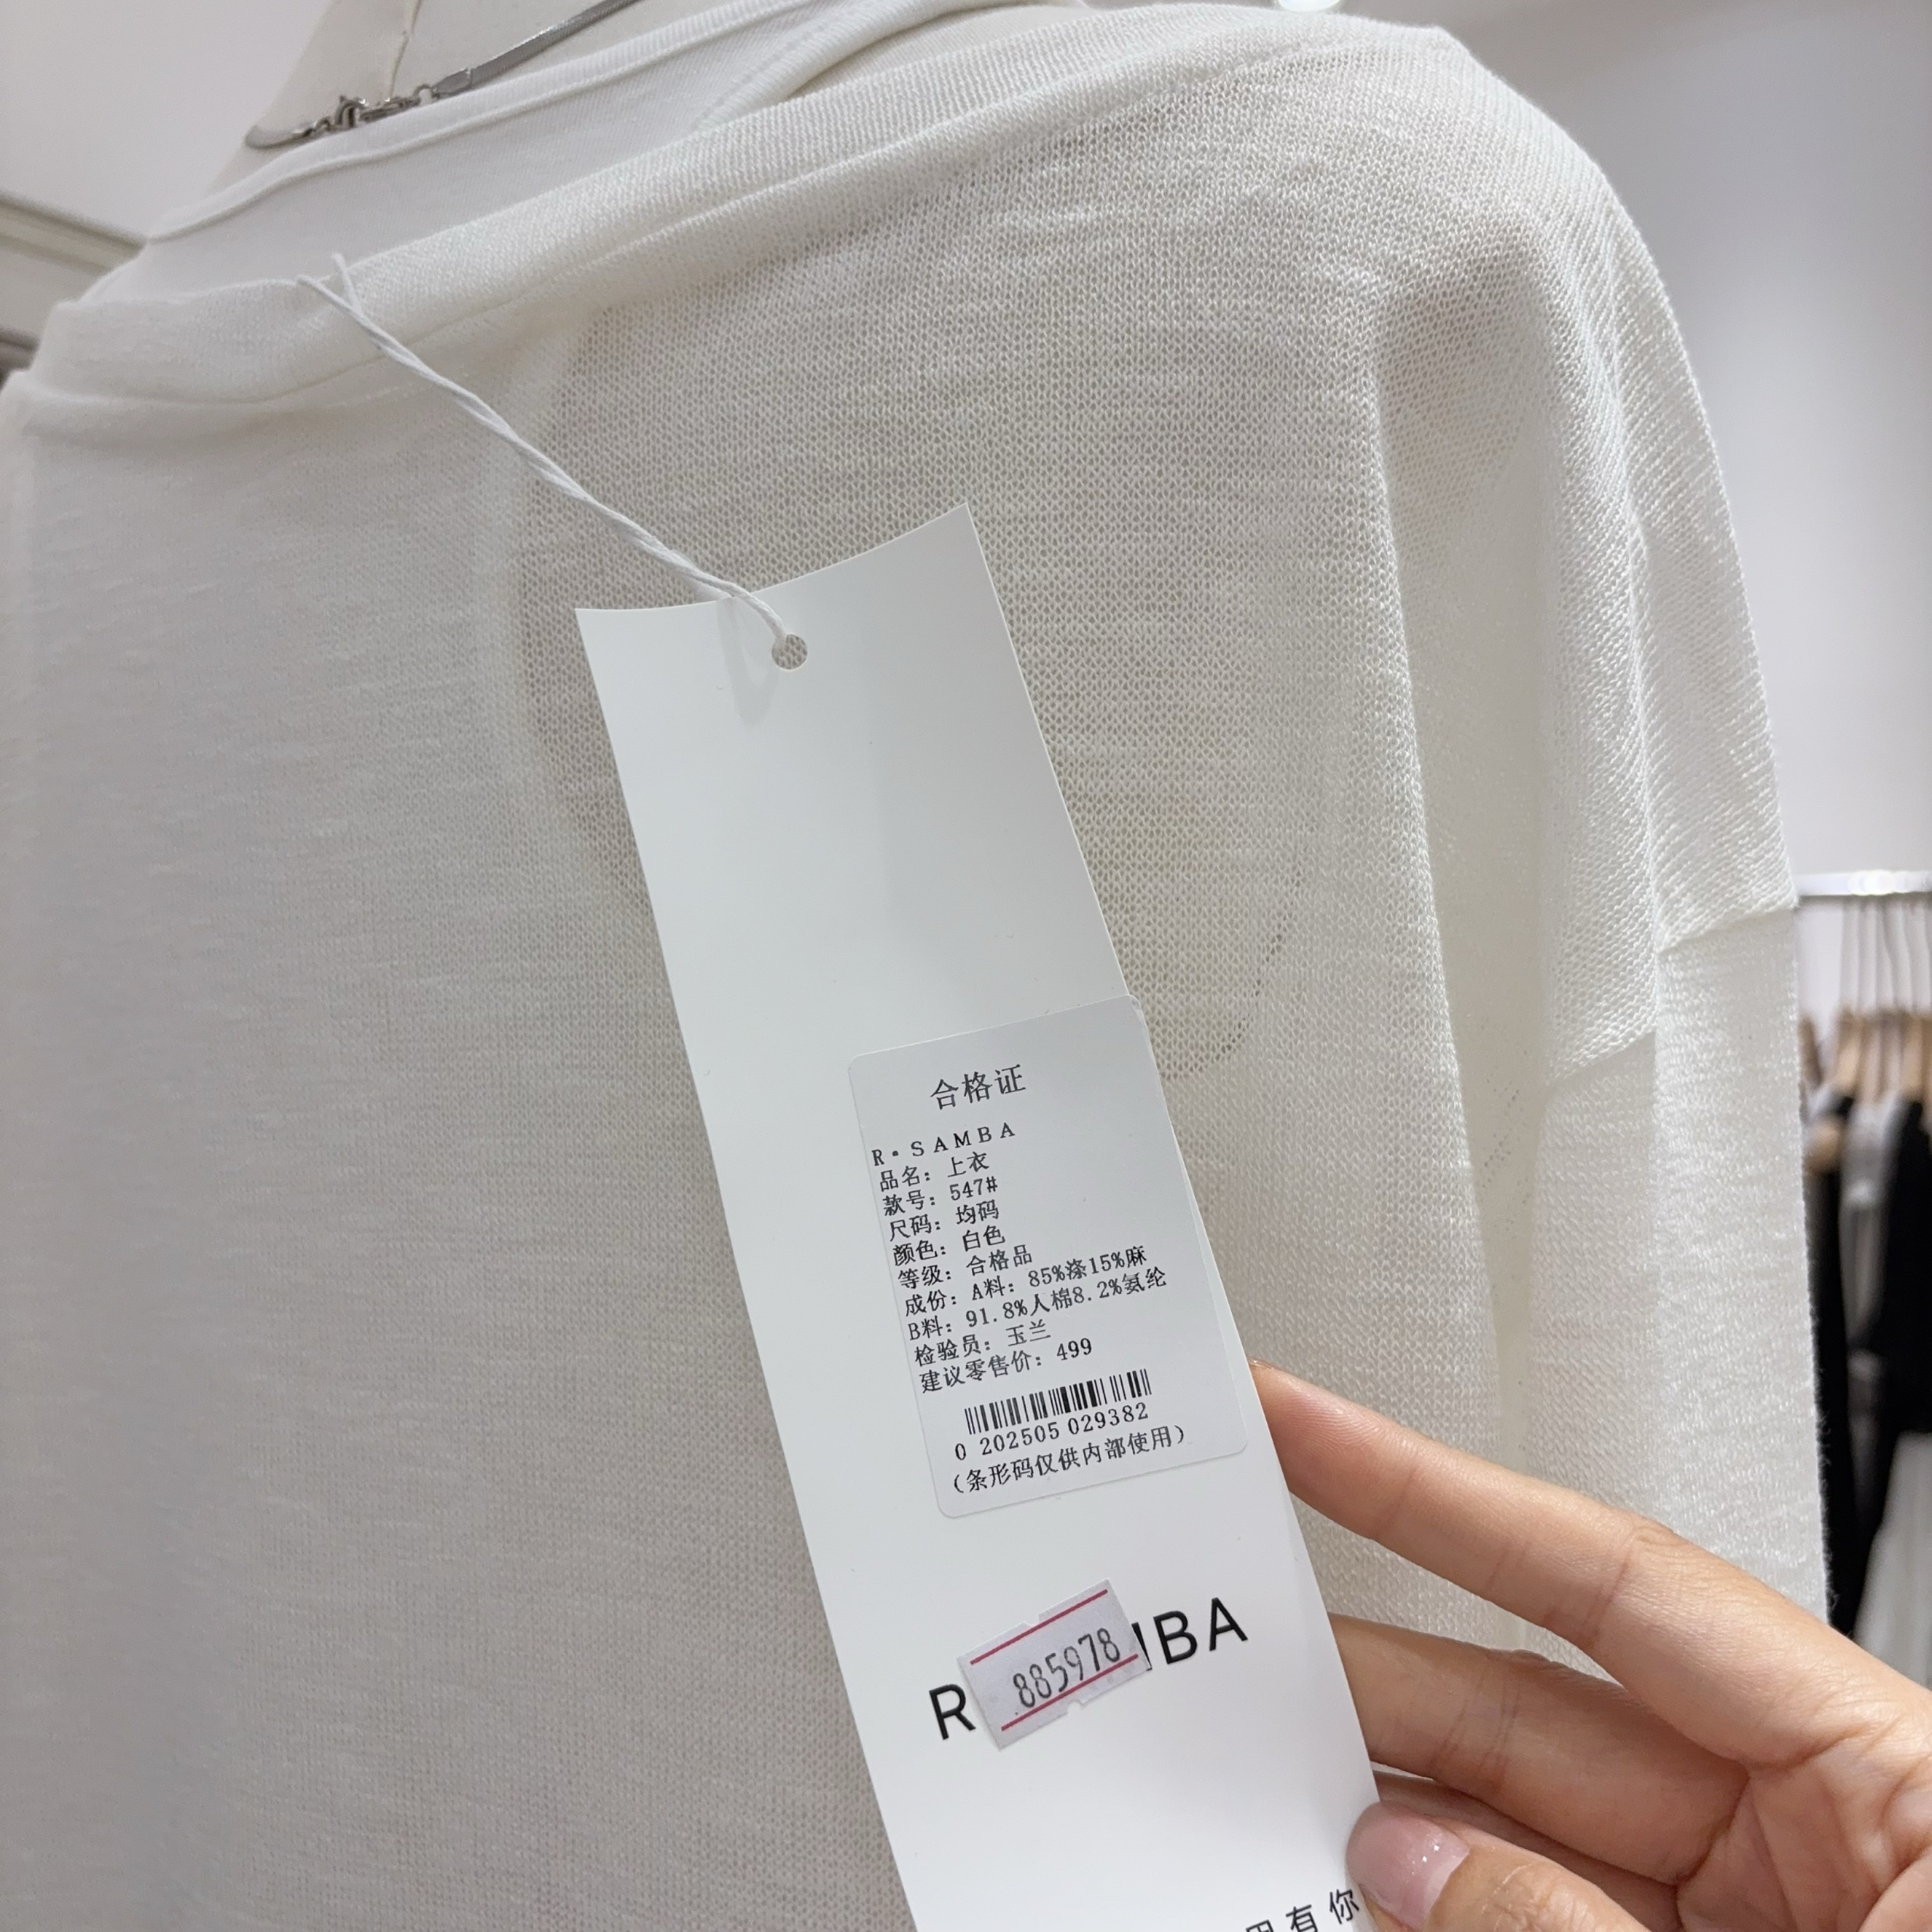 合格证
R·SAMBA
品名：上衣
款号：547#
尺码：均码
颜色：白色
等级：合格品
成份：A料：85%涤15%麻
B料：91.8%人棉8.2%氨纶
检验员：玉兰
建议零售价：499
0 202505 029382
（条形码仅供内部使用）
R BA
885978
有你